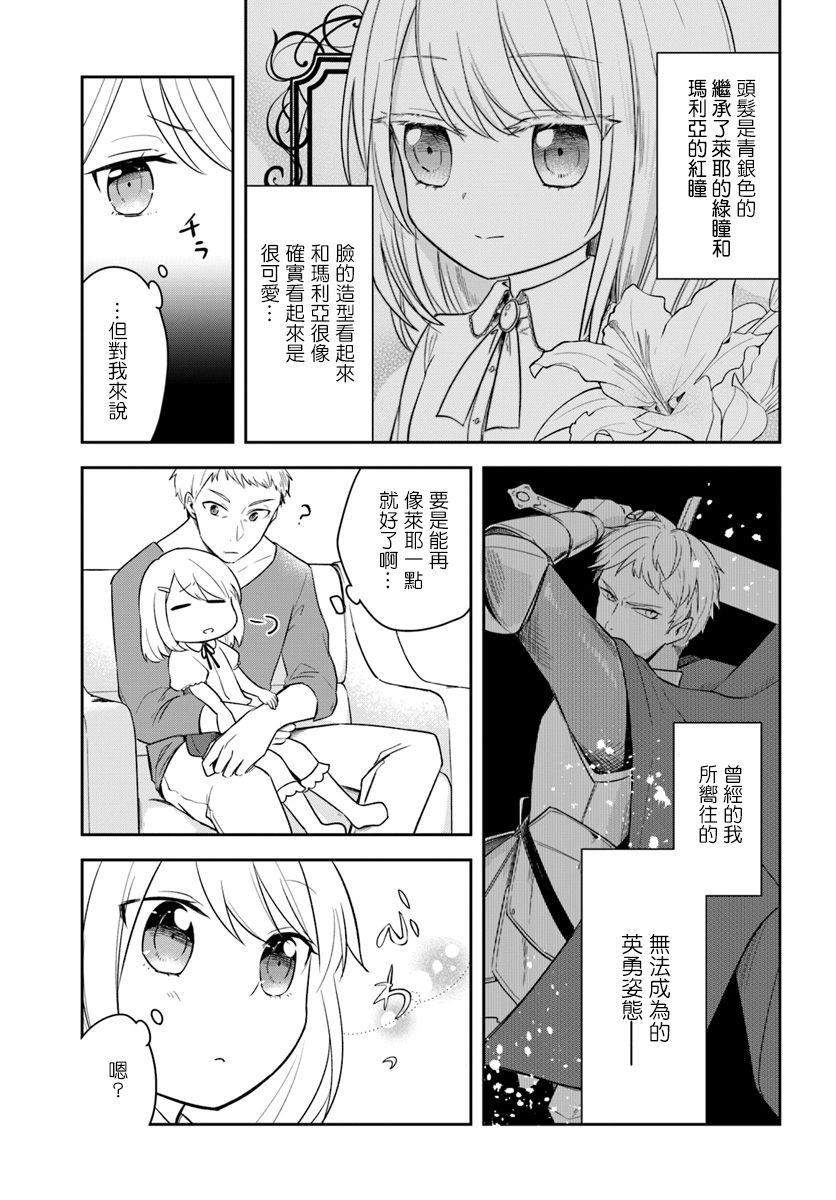 頭髮是青銀色的
繼承了萊耶的綠瞳和
瑪利亞的紅瞳
臉的造型看起來
和瑪利亞很像
確實看起來是
很可愛…
チラ
…但對我來說
曾經的我
所嚮往的
無法成為的
英勇姿態——
要是能再
像萊耶一點
就好了啊…
?
ふ
わ
嗯?